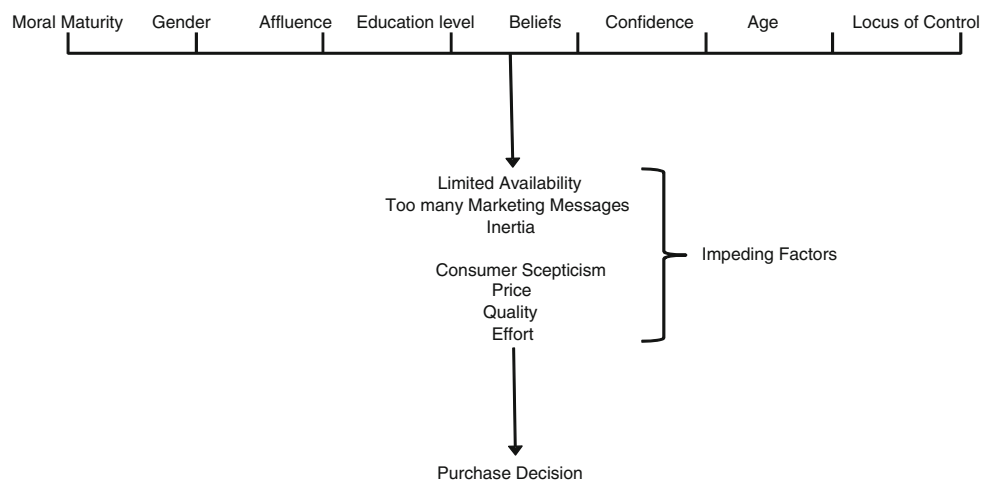 Moral Maturity Gender Affluence Education level Beliefs Confidence Age Locus of Control
Limited Availability
Too many Marketing Messages
Inertia
Impeding Factors
Consumer Scepticism
Price
Quality
Effort
Purchase Decision